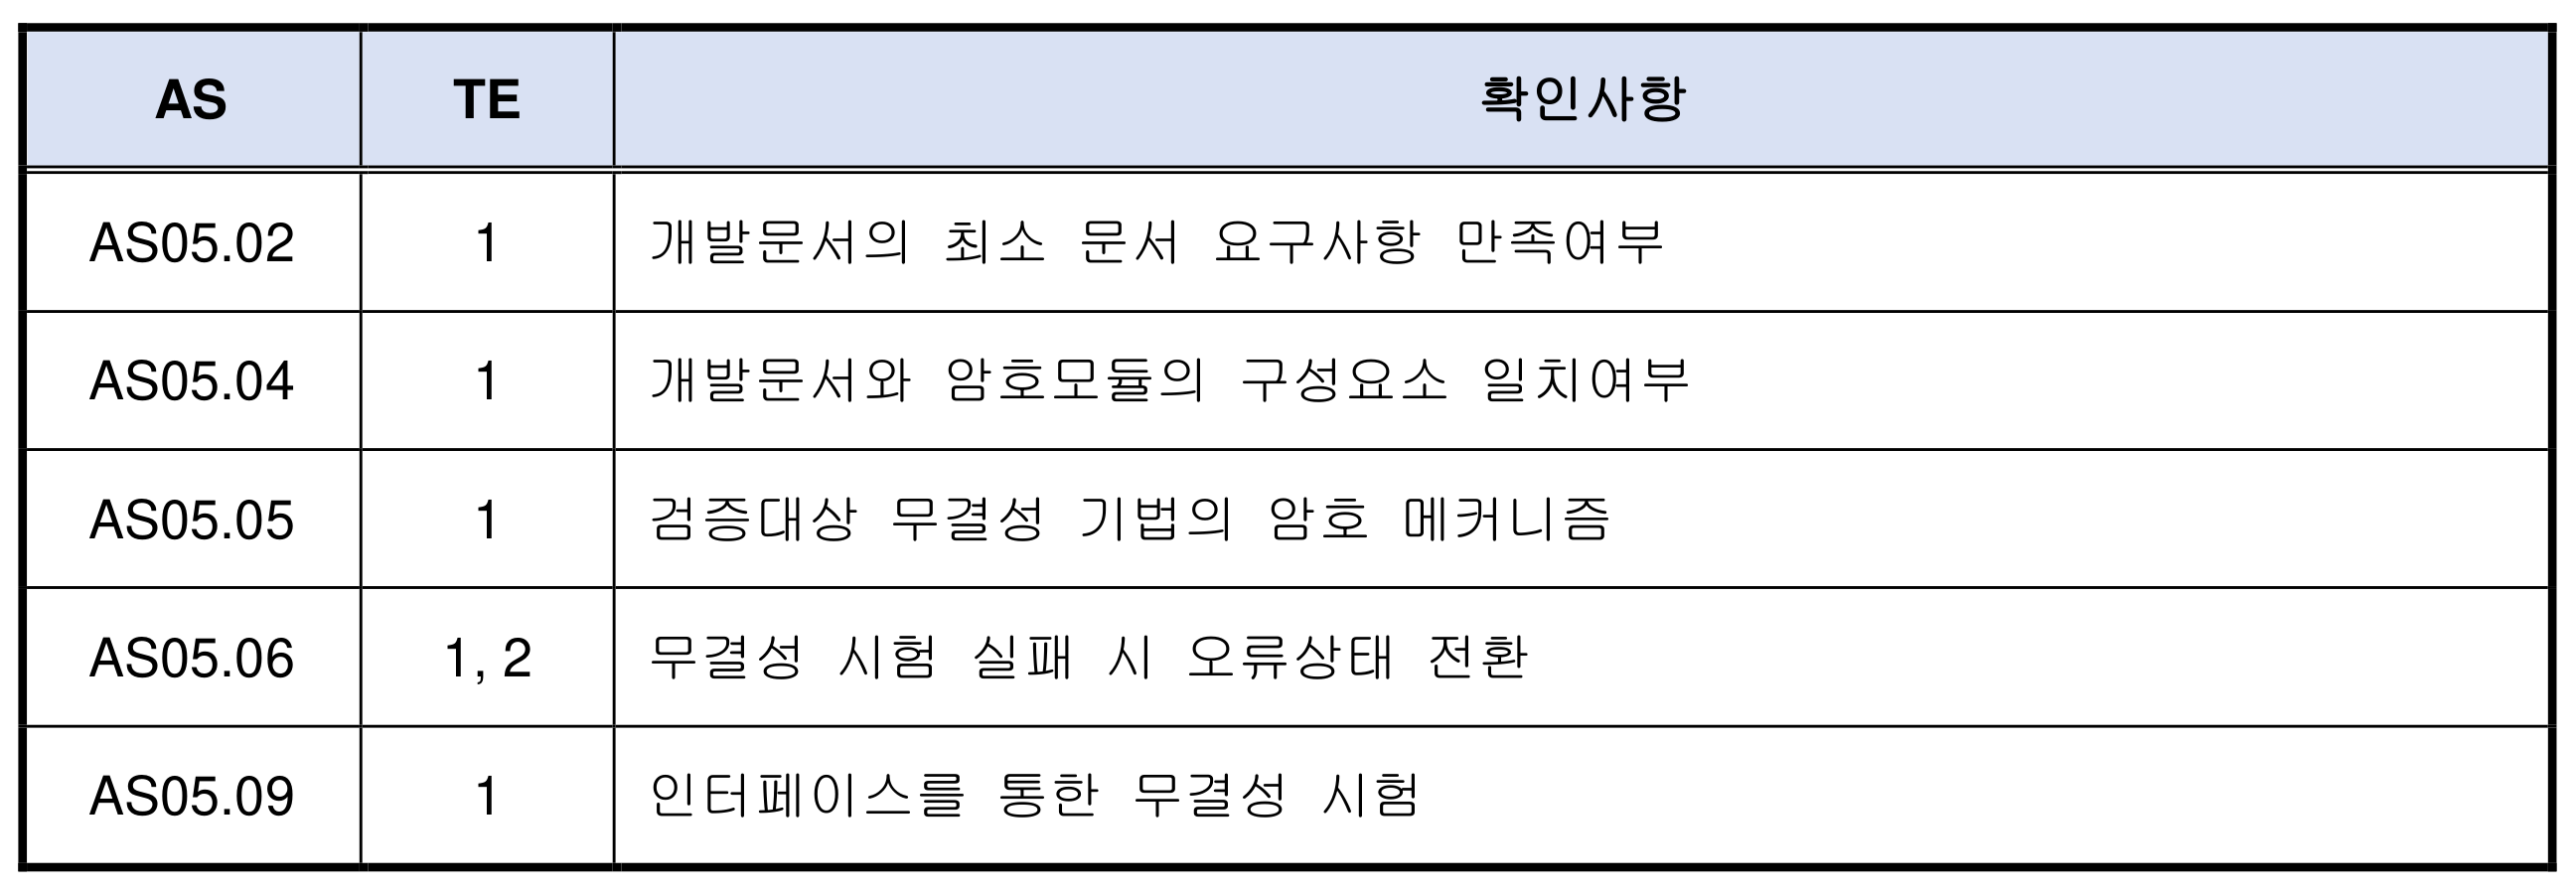 AS TE 확인사항
AS05.02 1 개발문서의 최소 문서 요구사항 만족여부
AS05.04 1 개발문서와 암호모듈의 구성요소 일치여부
AS05.05 1 검증대상 무결성 기법의 암호 메커니즘
AS05.06 1, 2 무결성 시험 실패 시 오류상태 전환
AS05.09 1 인터페이스를 통한 무결성 시험